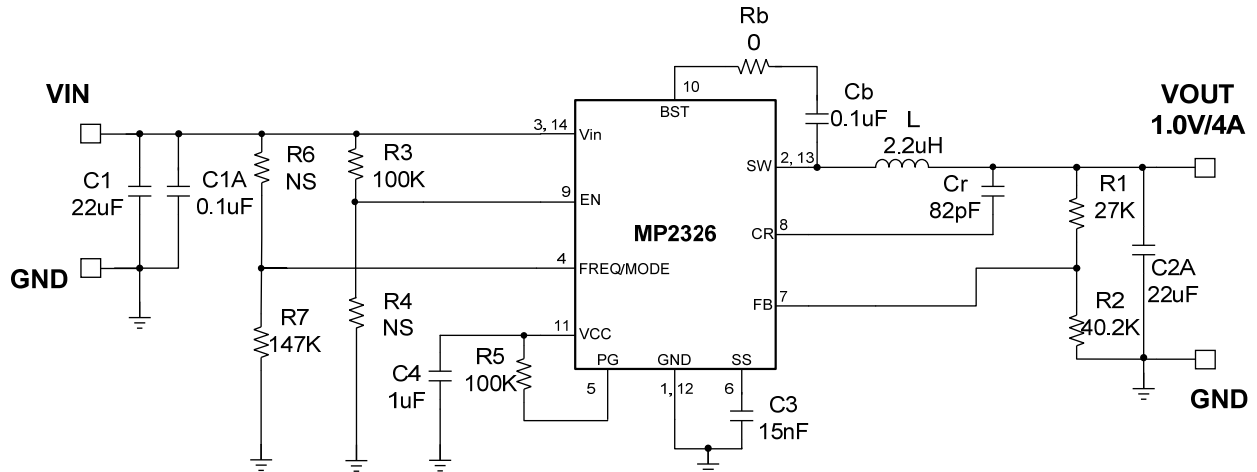 Rb
0
10
BST
Cb
0.1uF
VIN
VOUT
1.0V/4A
3, 14
Vin
L
2.2uH
R6
NS
R3
100K
SW
2, 13
C1
22uF
C1A
0.1uF
9
EN
Cr
82pF
R1
27K
MP2326
8
CR
GND
4
FREQ/MODE
C2A
22uF
R7
147K
R4
NS
FB
7
R2
40.2K
11
VCC
R5
100K
PG
GND
SS
C4
1uF
5
1, 12
6
C3
15nF
GND